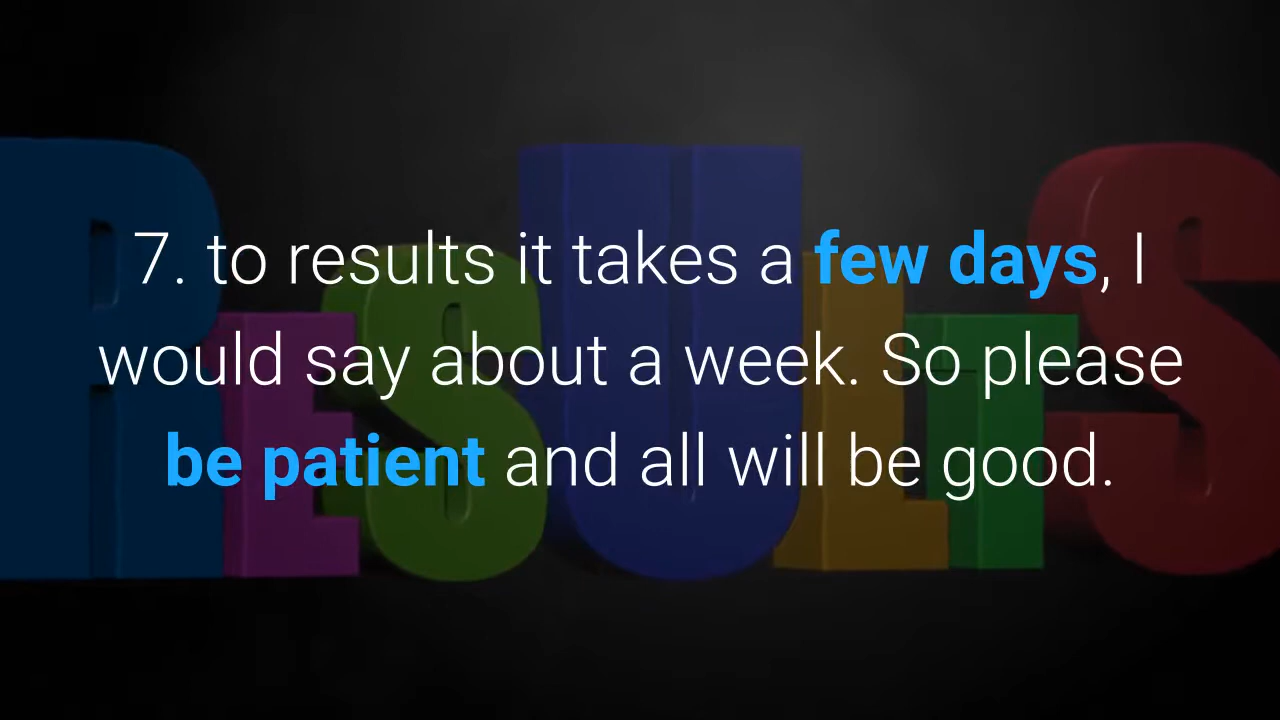 RESULTS
7. to results it takes a few days, I
would say about a week. So please
be patient and all will be good.